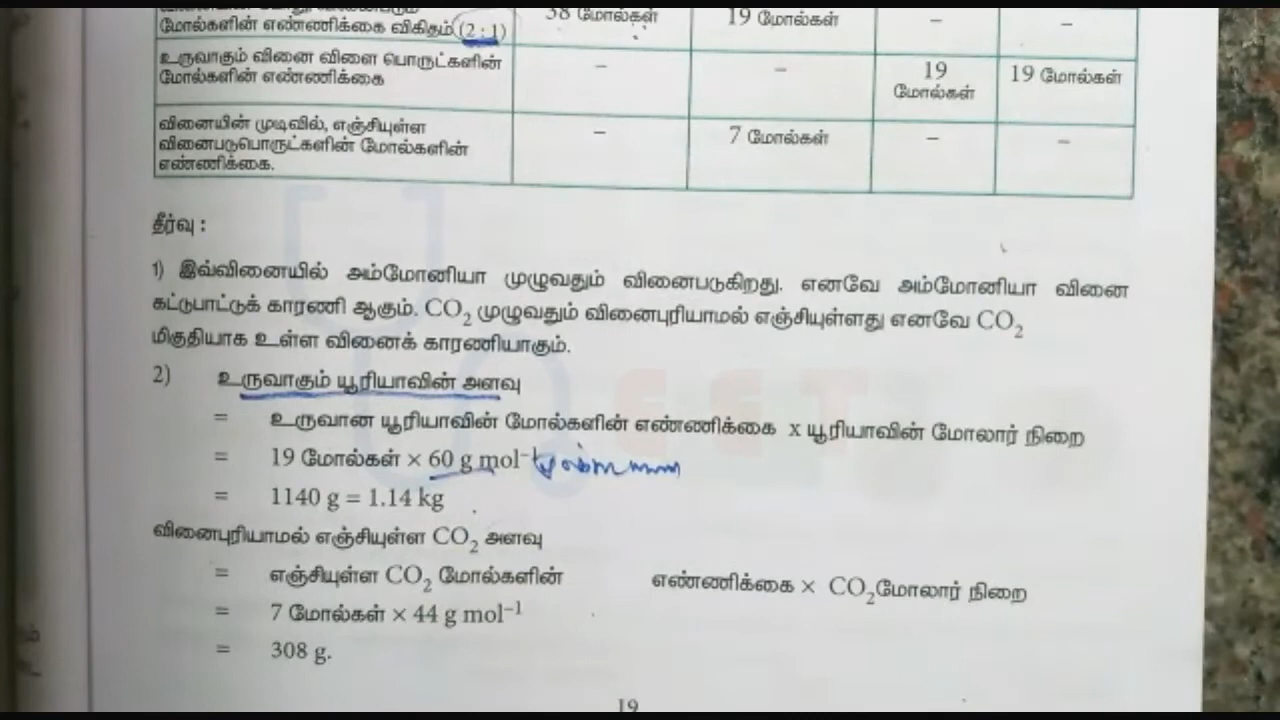 மோல்களின் எண்ணிக்கை விகிதம் (2 : 1) 38 மோல்கள் 19 மோல்கள் – –
உருவாகும் வினை விளை பொருட்களின் மோல்களின் எண்ணிக்கை – – 19 மோல்கள் 19 மோல்கள்
வினையின் முடிவில், எஞ்சியுள்ள வினைபடுபொருட்களின் மோல்களின் எண்ணிக்கை. – 7 மோல்கள் – –
தீர்வு :
1) இவ்வினையில் அம்மோனியா முழுவதும் வினைபடுகிறது. எனவே அம்மோனியா வினை
கட்டுபாட்டுக் காரணி ஆகும். CO₂ முழுவதும் வினைபுரியாமல் எஞ்சியுள்ளது எனவே CO₂
மிகுதியாக உள்ள வினைக் காரணியாகும்.
2) உருவாகும் யூரியாவின் அளவு
= உருவான யூரியாவின் மோல்களின் எண்ணிக்கை x யூரியாவின் மோலார் நிறை
= 19 மோல்கள் × 60 g mol⁻¹
= 1140 g = 1.14 kg
வினைபுரியாமல் எஞ்சியுள்ள CO₂ அளவு
= எஞ்சியுள்ள CO₂ மோல்களின் எண்ணிக்கை × CO₂மோலார் நிறை
= 7 மோல்கள் × 44 g mol⁻¹
= 308 g.
19